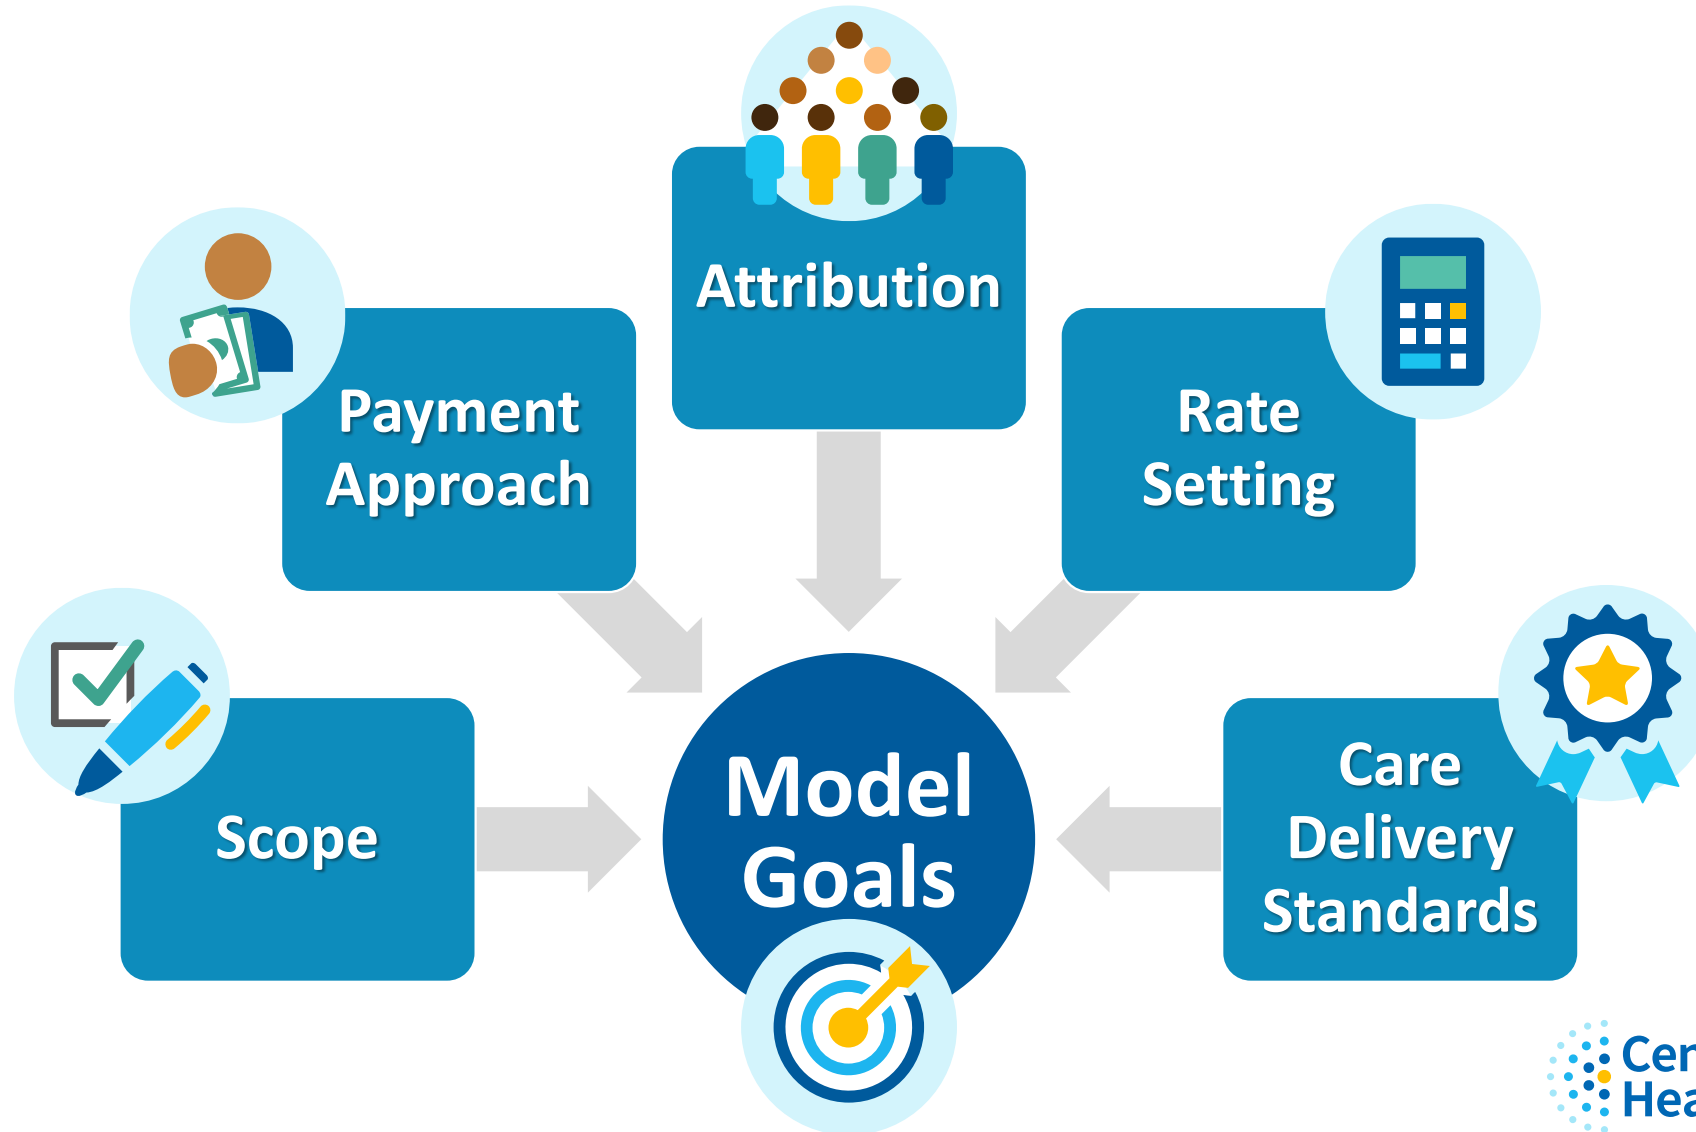 Attribution
Payment
Approach
Rate
Setting
Scope
Model
Goals
Care
Delivery
Standards